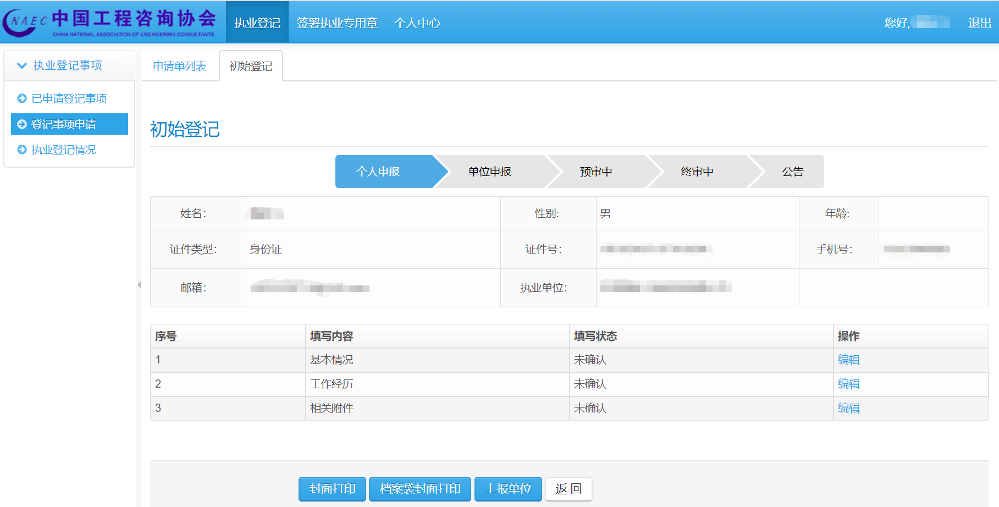 NAEC 中国工程咨询协会
CHINA NATIONAL ASSOCIATION OF ENGINEERING CONSULTANTS
执业登记 签署执业专用章 个人中心 您好, 退出
执业登记事项
已申请登记事项
登记事项申请
执业登记情况
申请单列表 初始登记
初始登记
个人申报 单位申报 预审中 终审中 公告
姓名: 性别: 男 年龄:
证件类型: 身份证 证件号: 手机号:
邮箱: 执业单位:
序号 填写内容 填写状态 操作
1 基本情况 未确认 编辑
2 工作经历 未确认 编辑
3 相关附件 未确认 编辑
封面打印 档案袋封面打印 上报单位 返 回